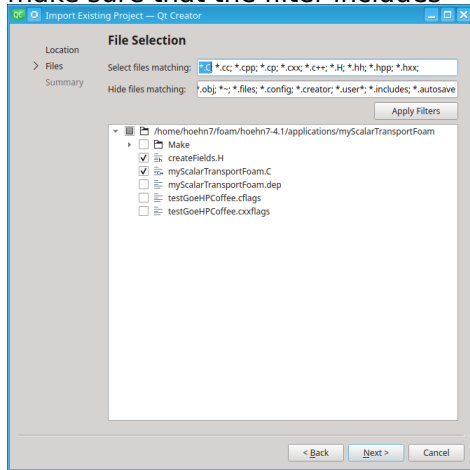 make sure that the filter includes
Import Existing Project — Qt Creator
Location
Files
Summary
File Selection
Select files matching: *.C; *.cc; *.cpp; *.cp; *.cxx; *.c++; *.H; *.hh; *.hpp; *.hxx;
Hide files matching: *.obj; *~; *.files; *.config; *.creator; *.user*; *.includes; *.autosave
Apply Filters
/home/hoehn7/foam/hoehn7-4.1/applications/myScalarTransportFoam
Make
createFields.H
myScalarTransportFoam.C
myScalarTransportFoam.dep
testGoeHPCoffee.cflags
testGoeHPCoffee.cxxflags
< Back Next > Cancel